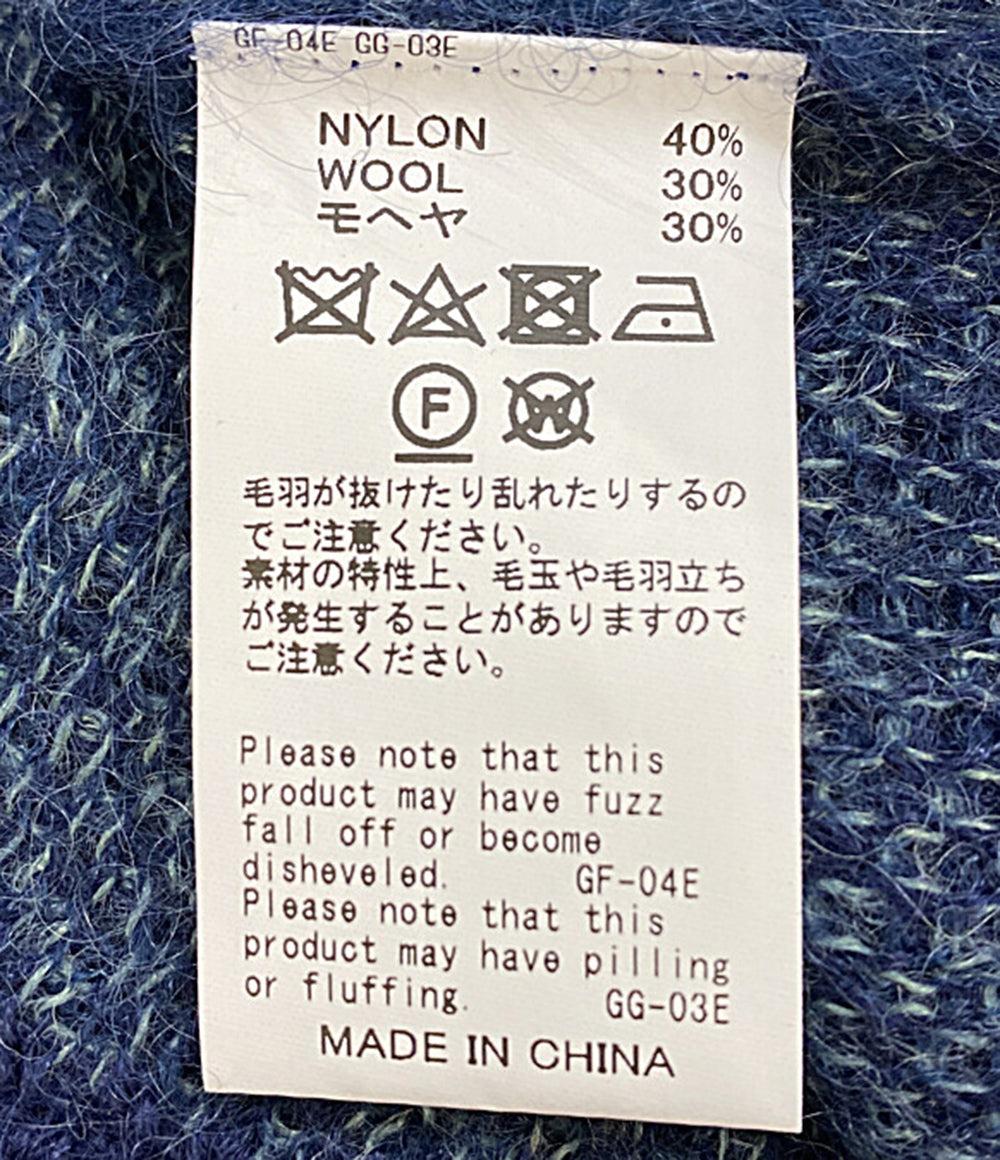 GF-04E GG-03E
NYLON 40%
WOOL 30%
モヘヤ 30%
F W
毛羽が抜けたり乱れたりするの
でご注意ください。
素材の特性上、毛玉や毛羽立ち
が発生することがありますので
ご注意ください。
Please note that this
product may have fuzz
fall off or become
disheveled. GF-04E
Please note that this
product may have pilling
or fluffing. GG-03E
MADE IN CHINA